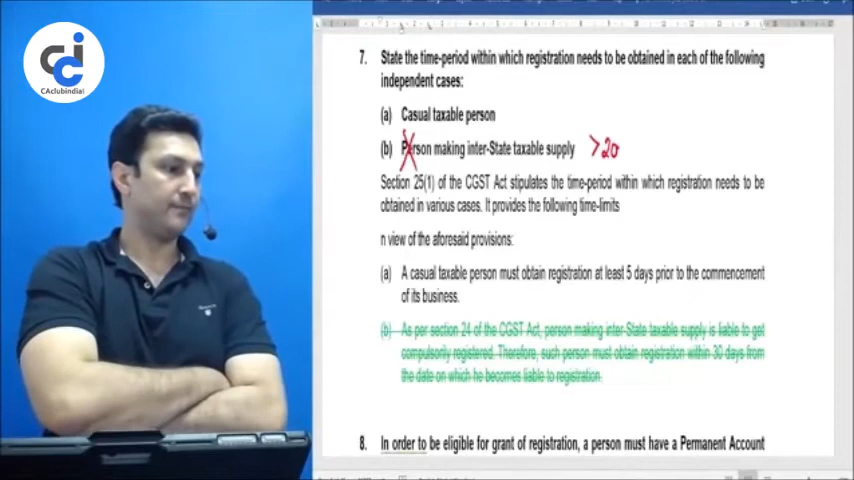 CAclubindia
7. State the time-period within which registration needs to be obtained in each of the following
independent cases:
(a) Casual taxable person
(b) Person making inter-State taxable supply >20
Section 25(1) of the CGST Act stipulates the time-period within which registration needs to be
obtained in various cases. It provides the following time-limits
n view of the aforesaid provisions:
(a) A casual taxable person must obtain registration at least 5 days prior to the commencement
of its business.
(b) As per section 24 of the CGST Act, person making inter-State taxable supply is liable to get
compulsorily registered. Therefore, such person must obtain registration within 30 days from
the date on which he becomes liable to registration.
8. In order to be eligible for grant of registration, a person must have a Permanent Account